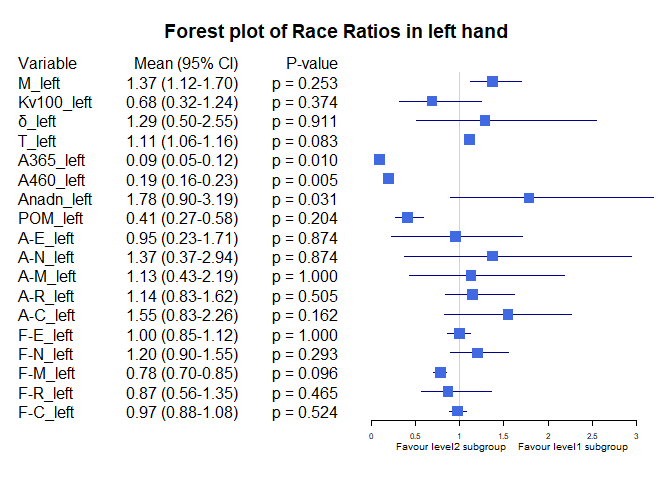 Forest plot of Race Ratios in left hand
Variable Mean (95% CI) P-value
M_left 1.37 (1.12-1.70) p = 0.253
Kv100_left 0.68 (0.32-1.24) p = 0.374
δ_left 1.29 (0.50-2.55) p = 0.911
T_left 1.11 (1.06-1.16) p = 0.083
A365_left 0.09 (0.05-0.12) p = 0.010
A460_left 0.19 (0.16-0.23) p = 0.005
Anadn_left 1.78 (0.90-3.19) p = 0.031
POM_left 0.41 (0.27-0.58) p = 0.204
A-E_left 0.95 (0.23-1.71) p = 0.874
A-N_left 1.37 (0.37-2.94) p = 0.874
A-M_left 1.13 (0.43-2.19) p = 1.000
A-R_left 1.14 (0.83-1.62) p = 0.505
A-C_left 1.55 (0.83-2.26) p = 0.162
F-E_left 1.00 (0.85-1.12) p = 1.000
F-N_left 1.20 (0.90-1.55) p = 0.293
F-M_left 0.78 (0.70-0.85) p = 0.096
F-R_left 0.87 (0.56-1.35) p = 0.465
F-C_left 0.97 (0.88-1.08) p = 0.524
0 0.5 1 1.5 2 2.5 3
Favour level2 subgroup Favour level1 subgroup